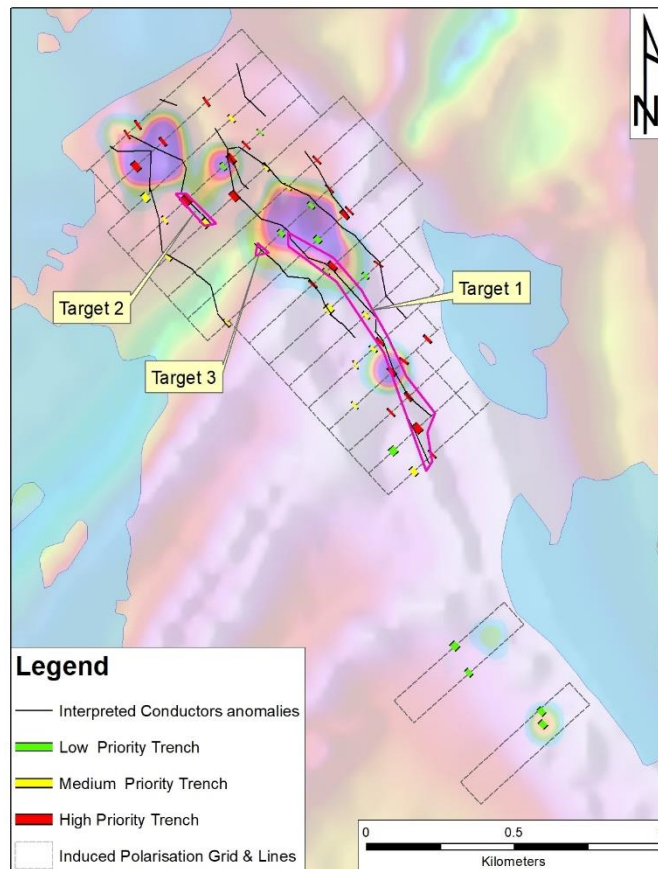 N
Target 2
Target 1
Target 3
Legend
Interpreted Conductors anomalies
Low Priority Trench
Medium Priority Trench
High Priority Trench
Induced Polarisation Grid & Lines
0 0.5
Kilometers